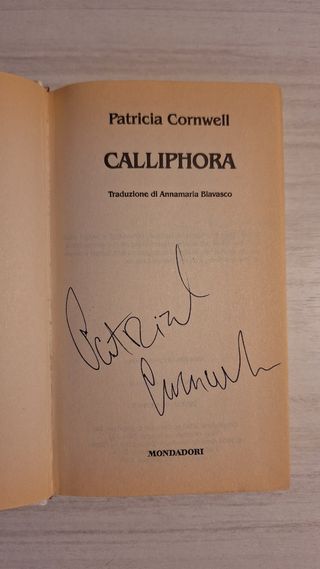 Patricia Cornwell
CALLIPHORA
Traduzione di Annamaria Biavasco
Patricia
Cornwell
MONDADORI